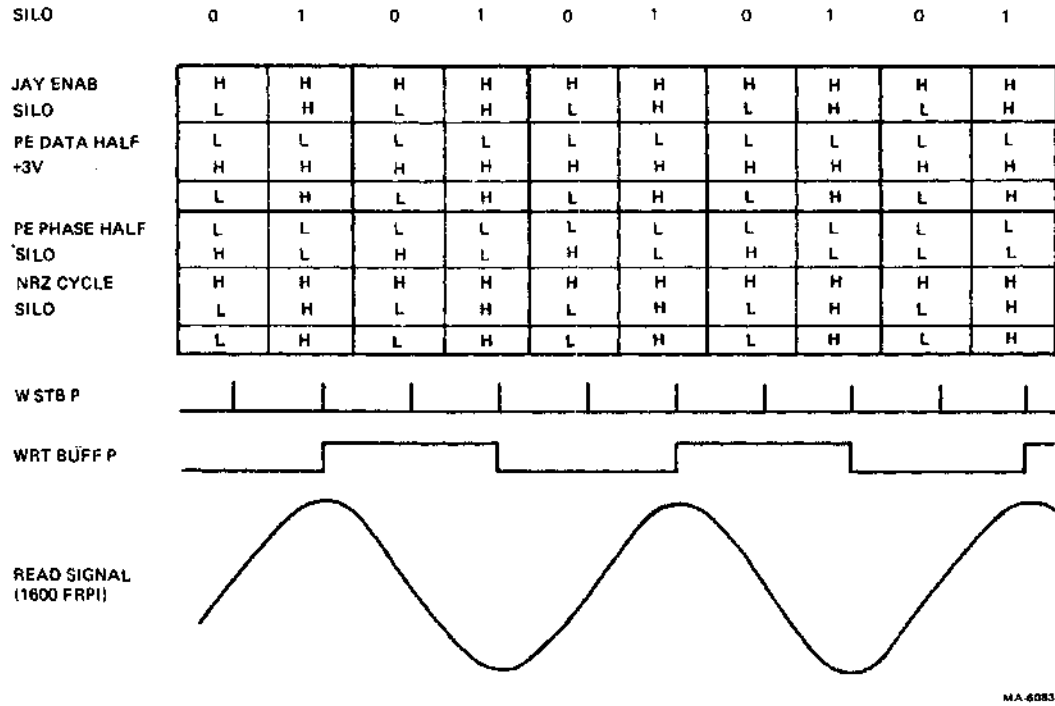 SILO 0 1 0 1 0 1 0 1 0 1
JAY ENAB H H H H H H H H H H
SILO L H L H L H L H L H
PE DATA HALF L L L L L L L L L L
+3V H H H H H H H H H H
L H L H L H L H L H
PE PHASE HALF L L L L L L L L L L
SILO H L H L H L H L L L
NRZ CYCLE H H H H H H H H H H
SILO L H L H L H L H L H
L H L H L H L H L H
W STB P
WRT BUFF P
READ SIGNAL
(1600 FRPI)
MA-6083